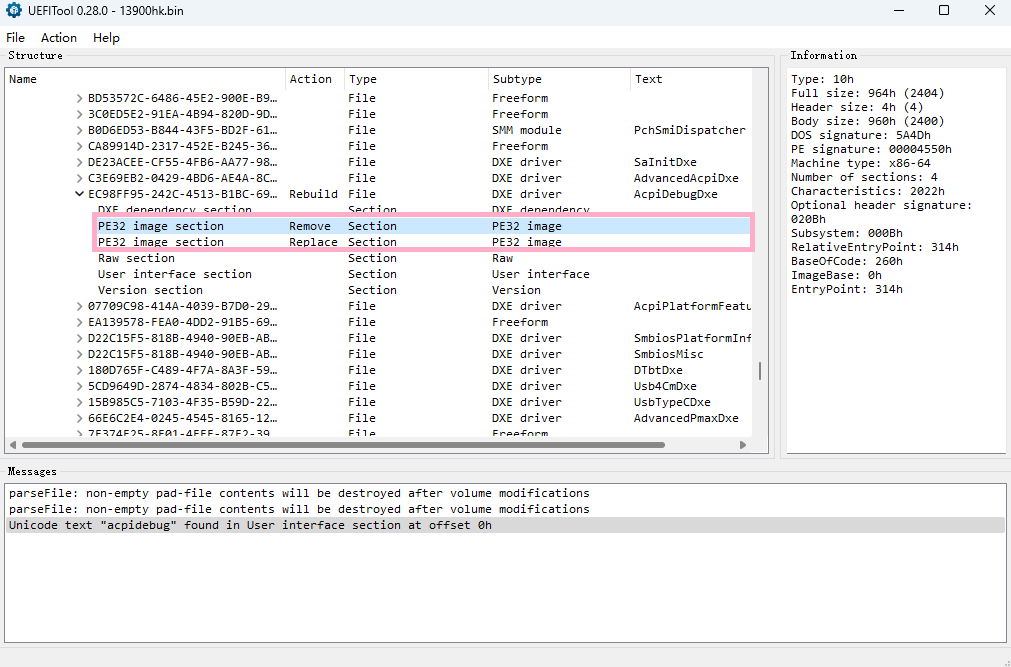 UEFITool 0.28.0 - 13900hk.bin
File Action Help
Structure
Name Action Type Subtype Text
BD53572C-6486-45E2-900E-B9… File Freeform
3C0ED5E2-91EA-4B94-820D-9D… File Freeform
B0D6ED53-B844-43F5-BD2F-61… File SMM module PchSmiDispatcher
CA89914D-2317-452E-B245-36… File Freeform
DE23ACEE-CF55-4FB6-AA77-98… File DXE driver SaInitDxe
C3E69EB2-0429-4BD6-AE4A-8C… File DXE driver AdvancedAcpiDxe
EC98FF95-242C-4513-B1BC-69… Rebuild File DXE driver AcpiDebugDxe
DXE dependency section Section DXE dependency
PE32 image section Remove Section PE32 image
PE32 image section Replace Section PE32 image
Raw section Section Raw
User interface section Section User interface
Version section Section Version
07709C98-414A-4039-B7D0-29… File DXE driver AcpiPlatformFeatu
EA139578-FEA0-4DD2-91B5-69… File Freeform
D22C15F5-818B-4940-90EB-AB… File DXE driver SmbiosPlatformInf
D22C15F5-818B-4940-90EB-AB… File DXE driver SmbiosMisc
180D765F-C489-4F7A-8A3F-59… File DXE driver DTbtDxe
5CD9649D-2874-4834-802B-C5… File DXE driver Usb4CmDxe
15B985C5-7103-4F35-B59D-22… File DXE driver UsbTypeCDxe
66E6C2E4-0245-4545-8165-12… File DXE driver AdvancedPmaxDxe
File Freeform
Information
Type: 10h
Full size: 964h (2404)
Header size: 4h (4)
Body size: 960h (2400)
DOS signature: 5A4Dh
PE signature: 00004550h
Machine type: x86-64
Number of sections: 4
Characteristics: 2022h
Optional header signature:
020Bh
Subsystem: 000Bh
RelativeEntryPoint: 314h
BaseOfCode: 260h
ImageBase: 0h
EntryPoint: 314h
Messages
parseFile: non-empty pad-file contents will be destroyed after volume modifications
parseFile: non-empty pad-file contents will be destroyed after volume modifications
Unicode text "acpidebug" found in User interface section at offset 0h